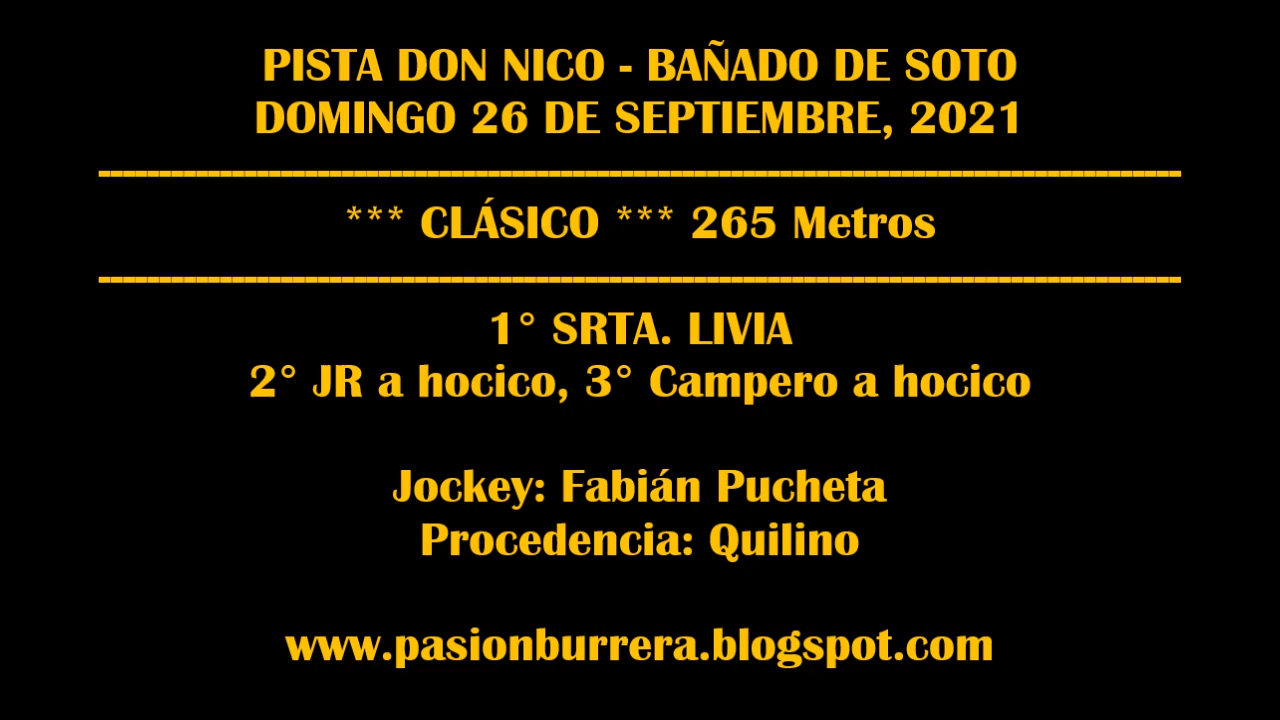 PISTA DON NICO - BAÑADO DE SOTO
DOMINGO 26 DE SEPTIEMBRE, 2021
*** CLÁSICO *** 265 Metros
1° SRTA. LIVIA
2° JR a hocico, 3° Campero a hocico
Jockey: Fabián Pucheta
Procedencia: Quilino
www.pasionburrera.blogspot.com